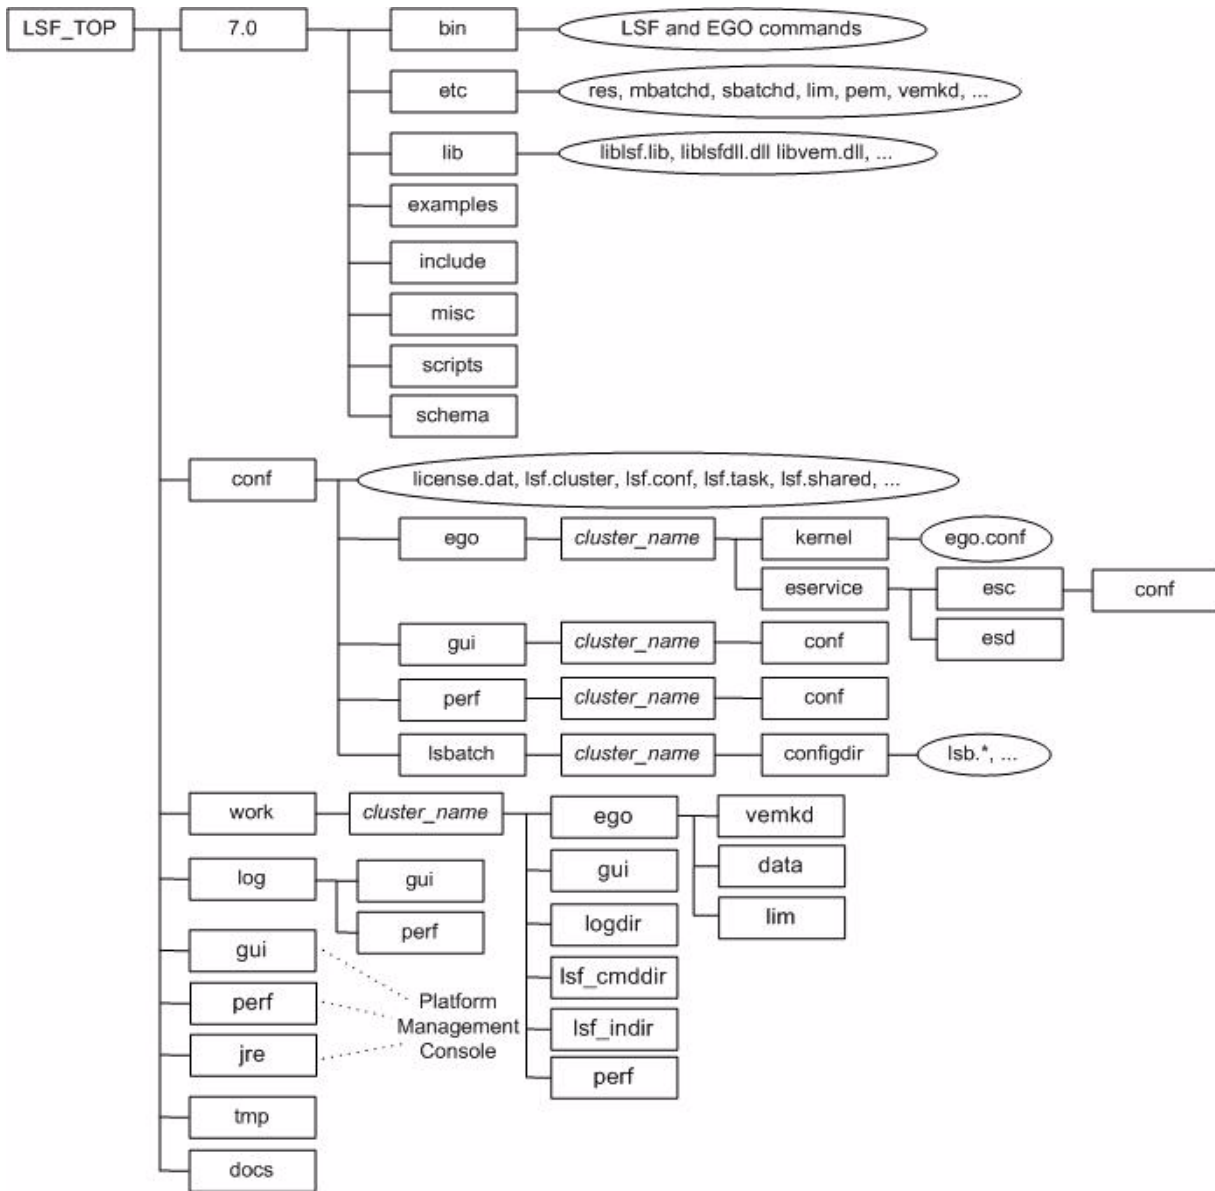 LSF_TOP
7.0
bin
LSF and EGO commands
etc
res, mbatchd, sbatchd, lim, pem, vemkd, ...
lib
liblsf.lib, liblsfdll.dll libvem.dll, ...
examples
include
misc
scripts
schema
conf
license.dat, lsf.cluster, lsf.conf, lsf.task, lsf.shared, ...
ego
cluster_name
kernel
ego.conf
eservice
esc
conf
esd
gui
cluster_name
conf
perf
cluster_name
conf
lsbatch
cluster_name
configdir
lsb.*, ...
work
cluster_name
ego
vemkd
data
lim
gui
logdir
lsf_cmddir
lsf_indir
perf
log
gui
perf
gui
perf
jre
Platform
Management
Console
tmp
docs